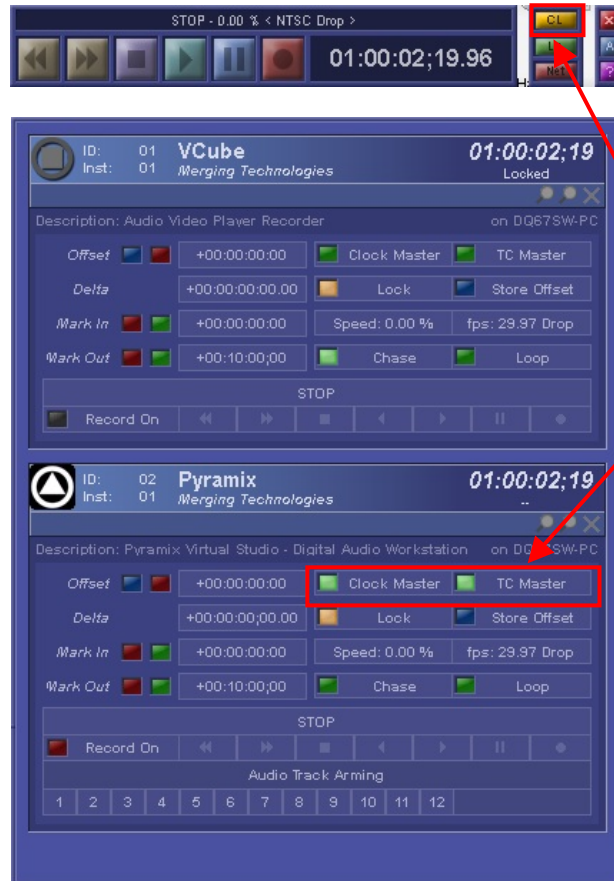 STOP - 0.00 % < NTSC Drop >
01:00:02;19.96
CL
Net
H:
A
?
ID: 01 VCube 01:00:02;19
Inst: 01 Merging Technologies Locked
Description: Audio Video Player Recorder on DQ67SW-PC
Offset +00:00:00:00 Clock Master TC Master
Delta +00:00:00:00.00 Lock Store Offset
Mark In +00:00:00:00 Speed: 0.00 % fps: 29.97 Drop
Mark Out +00:10:00;00 Chase Loop
STOP
Record On
ID: 02 Pyramix 01:00:02;19
Inst: 01 Merging Technologies --
Description: Pyramix Virtual Studio - Digital Audio Workstation on DQ67SW-PC
Offset +00:00:00:00 Clock Master TC Master
Delta +00:00:00;00.00 Lock Store Offset
Mark In +00:00:00:00 Speed: 0.00 % fps: 29.97 Drop
Mark Out +00:10:00;00 Chase Loop
STOP
Record On
Audio Track Arming
1 2 3 4 5 6 7 8 9 10 11 12